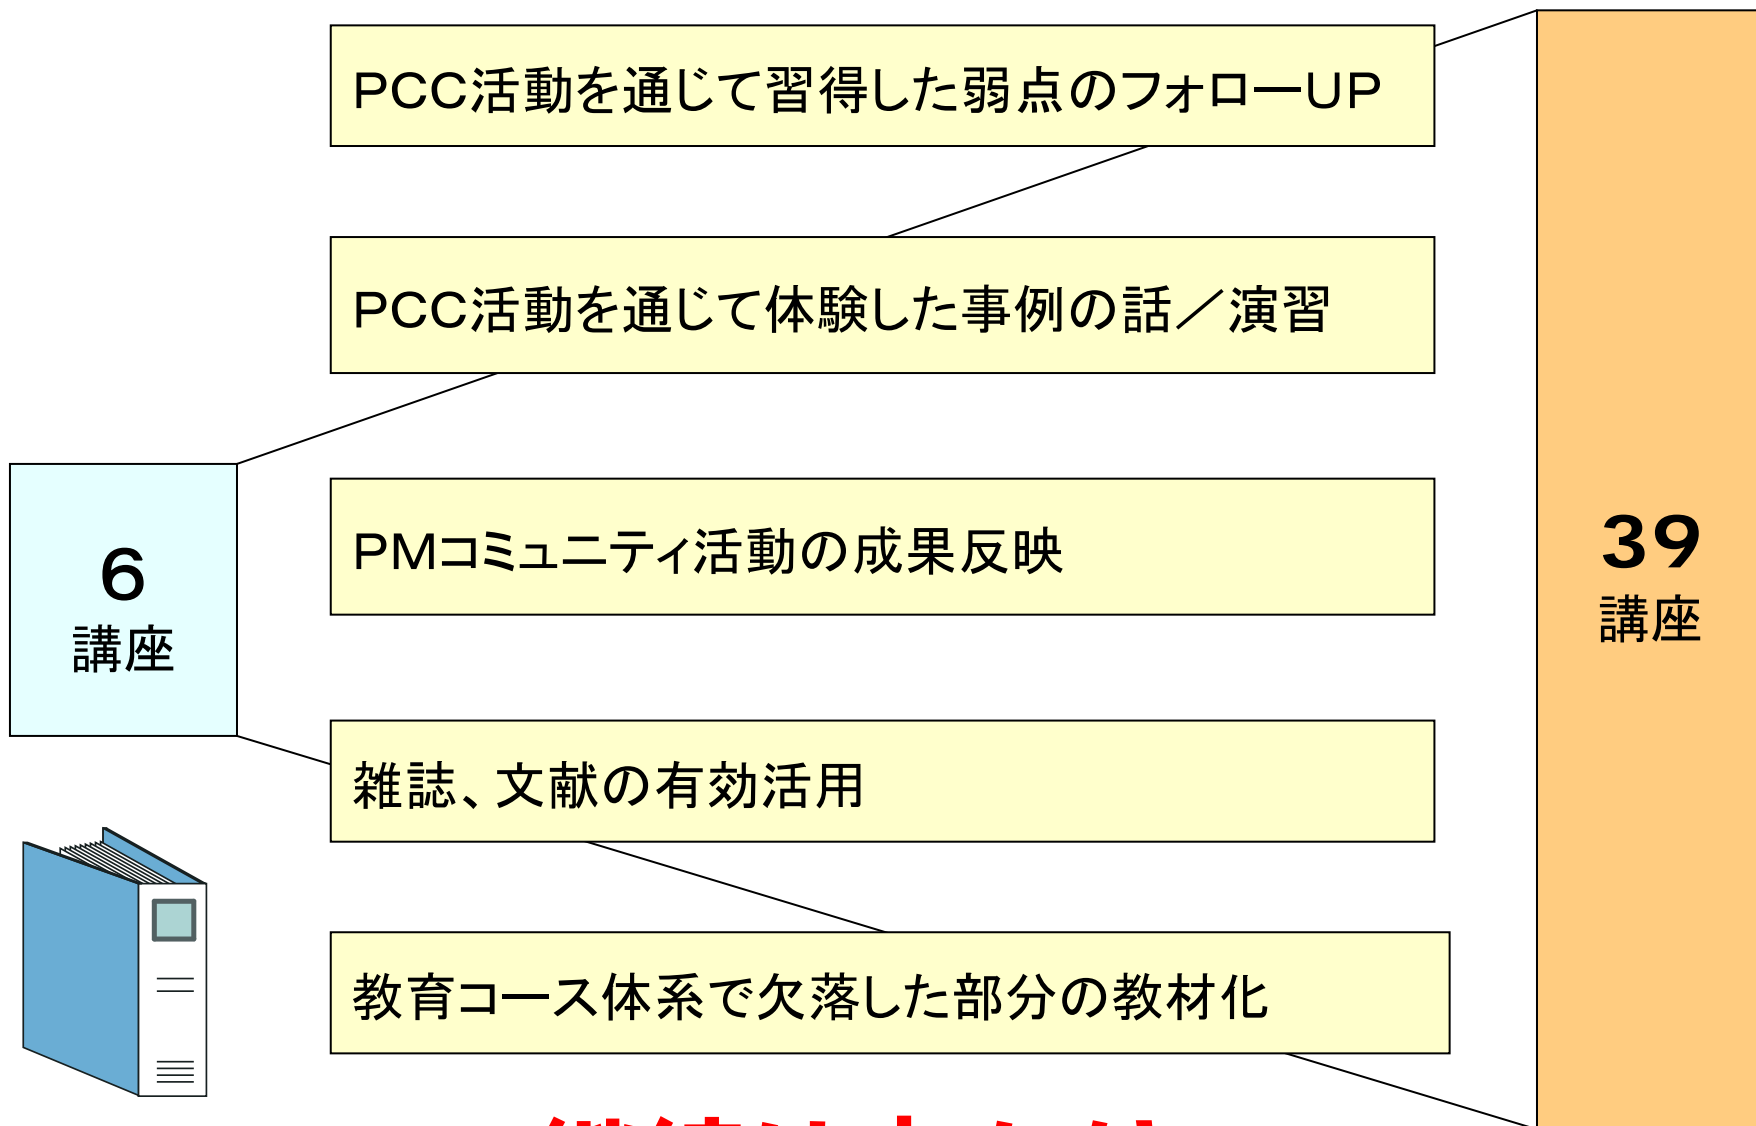 PCC活動を通じて習得した弱点のフォローUP
PCC活動を通じて体験した事例の話／演習
6
講座
PMコミュニティ活動の成果反映
39
講座
雑誌、文献の有効活用
教育コース体系で欠落した部分の教材化